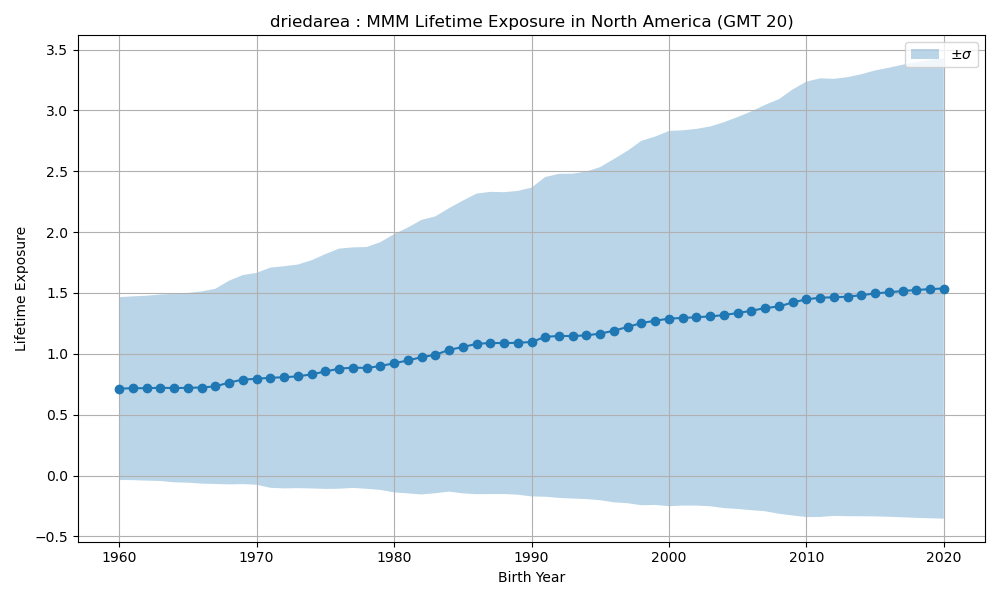 driedarea : MMM Lifetime Exposure in North America (GMT 20)
±σ
Lifetime Exposure
3.5
3.0
2.5
2.0
1.5
1.0
0.5
0.0
−0.5
1960 1970 1980 1990 2000 2010 2020
Birth Year